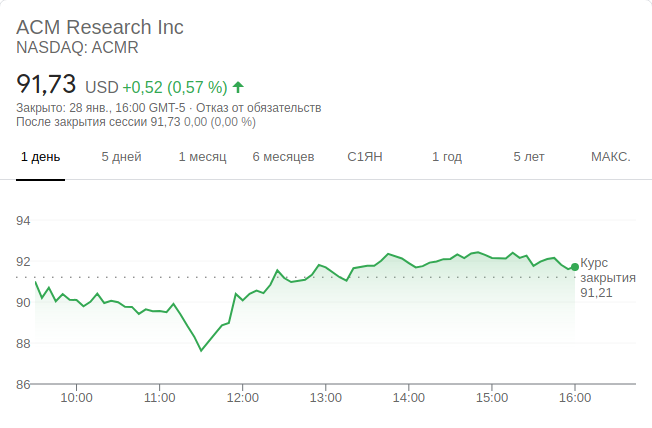 ACM Research Inc
NASDAQ: ACMR
91,73 USD +0,52 (0,57 %)
Закрыто: 28 янв., 16:00 GMT-5 · Отказ от обязательств
После закрытия сессии 91,73 0,00 (0,00 %)
1 день 5 дней 1 месяц 6 месяцев С1ЯН 1 год 5 лет МАКС.
94
92
90
88
86
Курс
закрытия
91,21
10:00 11:00 12:00 13:00 14:00 15:00 16:00